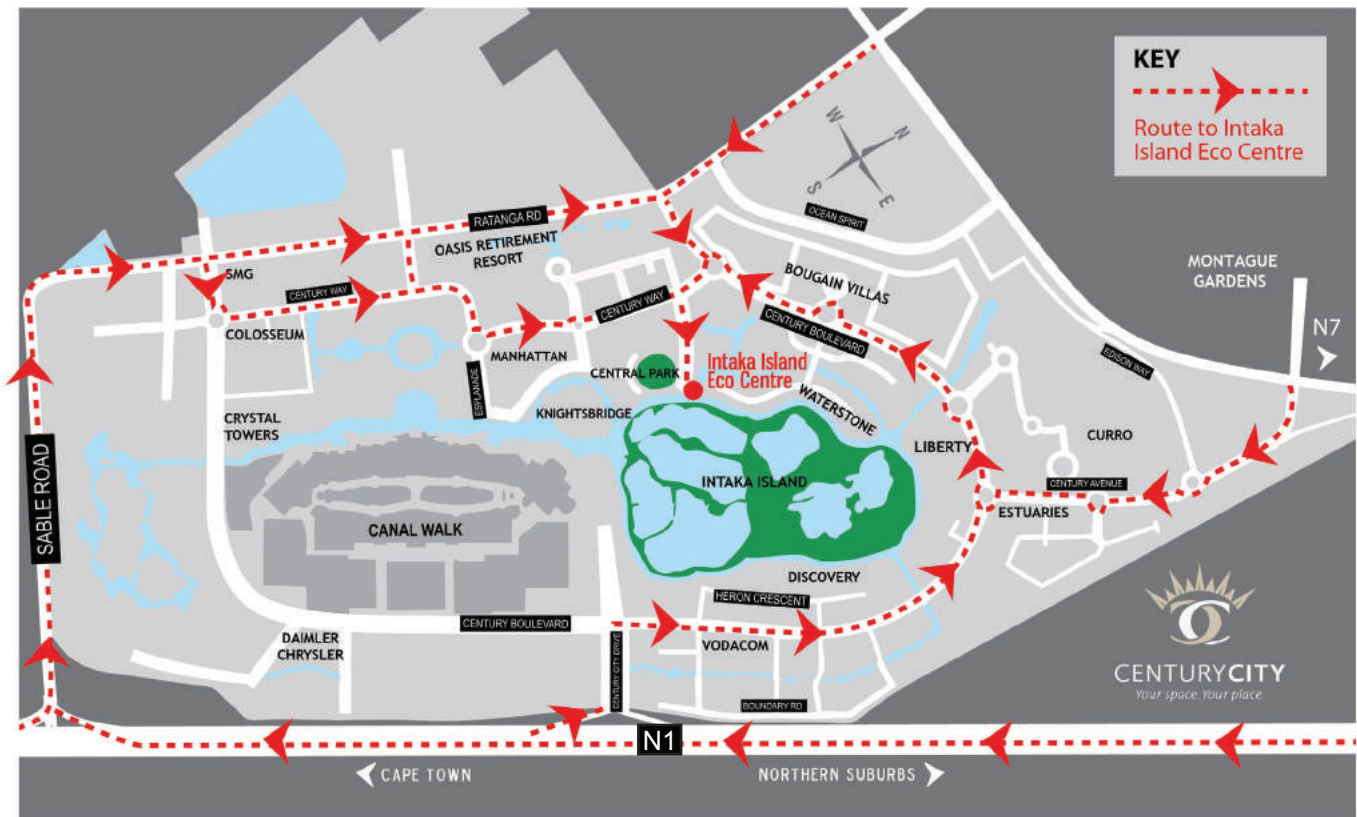 KEY
Route to Intaka
Island Eco Centre
W
N
S
E
RATANGA RD
OASIS RETIREMENT
RESORT
OCEAN SPIRIT
MONTAGUE
GARDENS
N7
SMG
CENTURY WAY
BOUGAIN VILLAS
CENTURY WAY
COLOSSEUM
CENTURY BOULEVARD
EDISON WAY
MANHATTAN
Intaka Island
Eco Centre
CENTRAL PARK
ESPLANADE
KNIGHTSBRIDGE
WATERSTONE
CRYSTAL
TOWERS
LIBERTY
CURRO
SABLE ROAD
INTAKA ISLAND
CENTURY AVENUE
ESTUARIES
CANAL WALK
DISCOVERY
HERON CRESCENT
CENTURY BOULEVARD
DAIMLER
CHRYSLER
CENTURY CITY DRIVE
VODACOM
BOUNDARY RD
CENTURYCITY
Your space. Your place.
N1
CAPE TOWN
NORTHERN SUBURBS